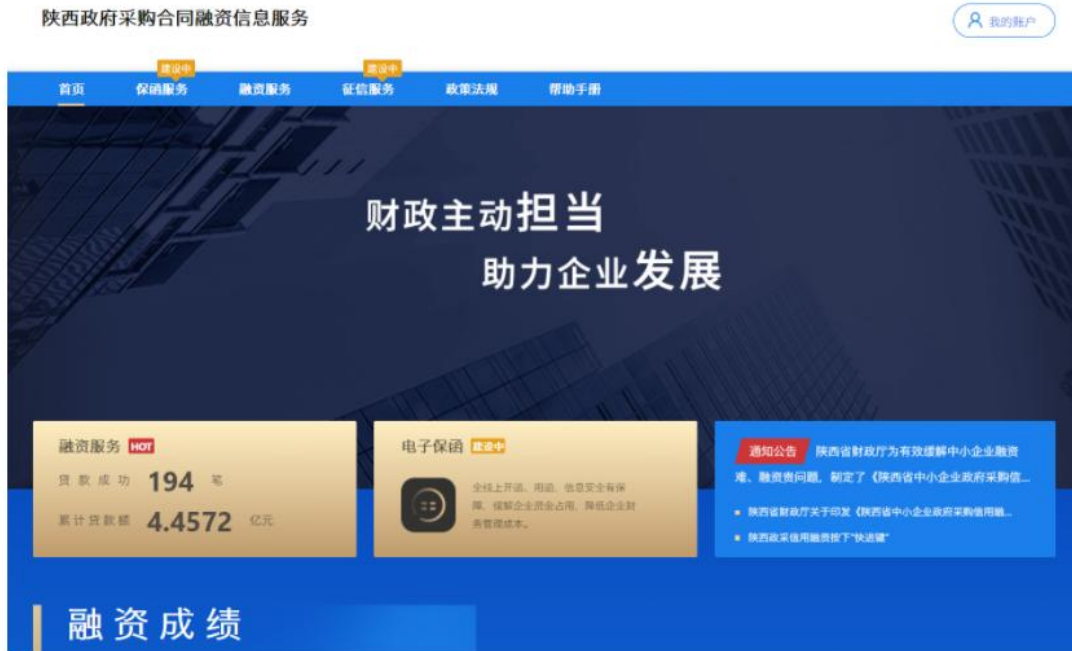 陕西政府采购合同融资信息服务
我的账户
建设中
建设中
首页 保函服务 融资服务 征信服务 政策法规 帮助手册
财政主动担当
助力企业发展
融资服务 HOT
贷款成功 194 笔
累计贷款额 4.4572 亿元
电子保函 建设中
全线上开函、用函、信息安全有保
障，缓解企业资金占用，降低企业财
务管理成本。
通知公告 陕西省财政厅为有效缓解中小企业融资
难、融资贵问题，制定了《陕西省中小企业政府采购信...
陕西省财政厅关于印发《陕西省中小企业政府采购信用融...
陕西政采信用融资按下"快进键"
融资成绩